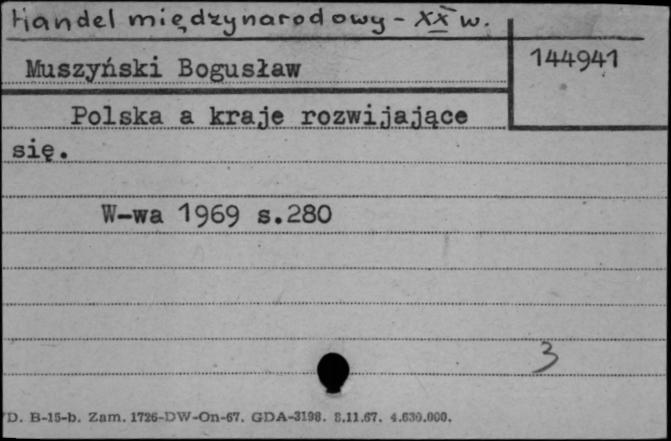 Handel międzynarodowy - XX w.
Muszyński Bogusław
144941
Polska a kraje rozwijające
się.
W-wa 1969 s.280
3
D. B-15-b. Zam. 1726-DW-On-67. GDA-3198. 8.11.67. 4.630.000.